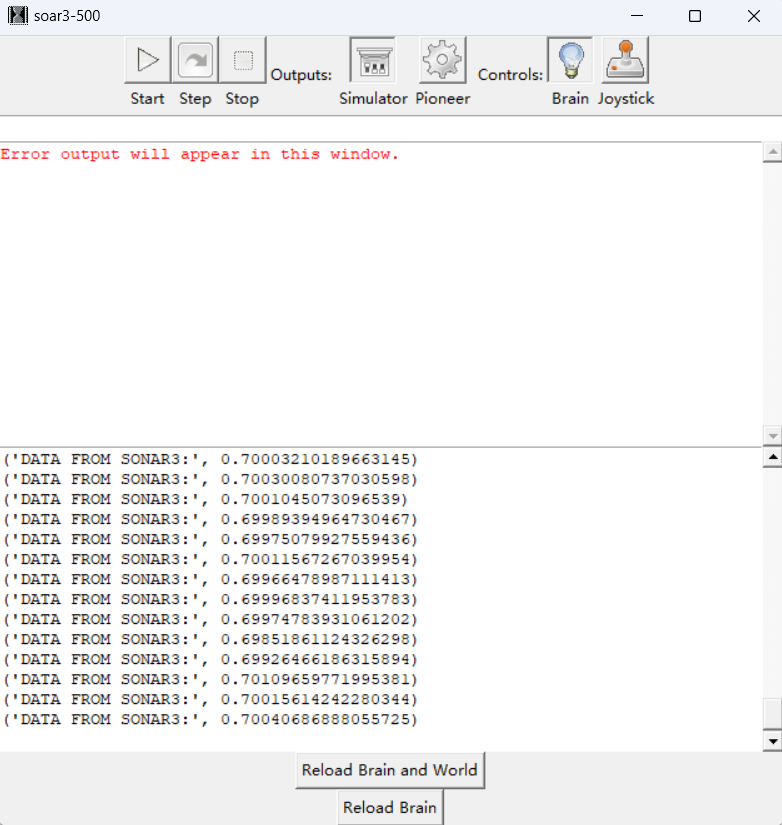 soar3-500
Outputs: Controls:
Start Step Stop Simulator Pioneer Brain Joystick
Error output will appear in this window.
('DATA FROM SONAR3:', 0.70003210189663145)
('DATA FROM SONAR3:', 0.70030080737030598)
('DATA FROM SONAR3:', 0.7001045073096539)
('DATA FROM SONAR3:', 0.69989394964730467)
('DATA FROM SONAR3:', 0.69975079927559436)
('DATA FROM SONAR3:', 0.70011567267039954)
('DATA FROM SONAR3:', 0.69966478987111413)
('DATA FROM SONAR3:', 0.69996837411953783)
('DATA FROM SONAR3:', 0.69974783931061202)
('DATA FROM SONAR3:', 0.69851861124326298)
('DATA FROM SONAR3:', 0.69926466186315894)
('DATA FROM SONAR3:', 0.70109659771995381)
('DATA FROM SONAR3:', 0.70015614242280344)
('DATA FROM SONAR3:', 0.70040686888055725)
Reload Brain and World
Reload Brain